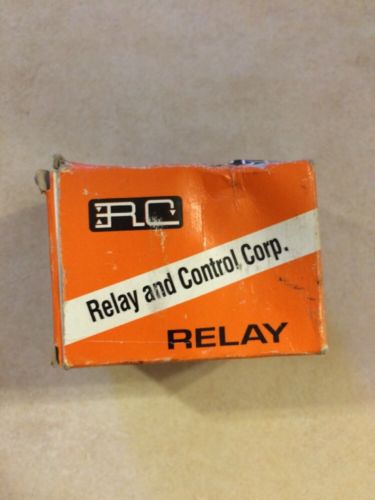 RC
Relay and Control Corp.
RELAY